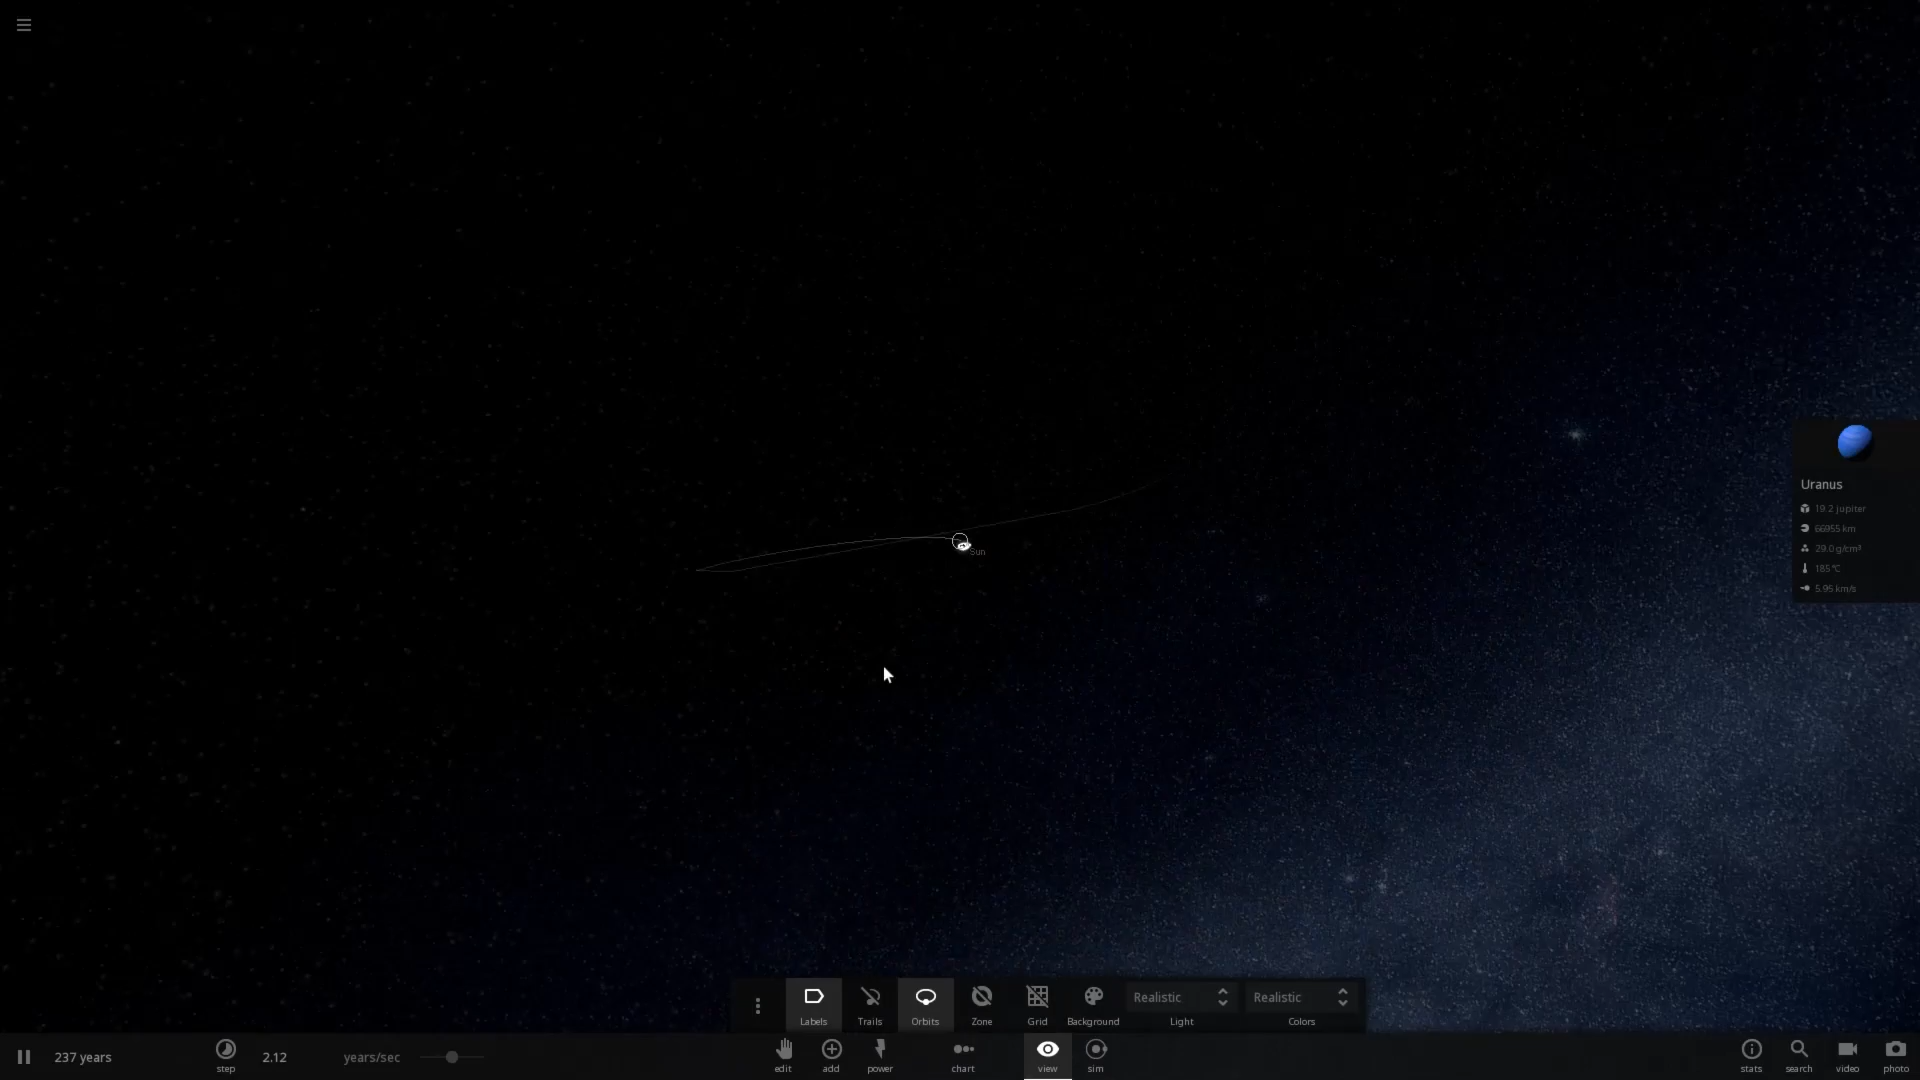 Sun
Uranus
19.2 jupiter
66955 km
29.0 g/cm³
185 °C
5.95 km/s
Labels
Trails
Orbits
Zone
Grid
Background
Realistic
Light
Realistic
Colors
237 years
step
2.12
years/sec
edit
add
power
chart
view
sim
stats
search
video
photo